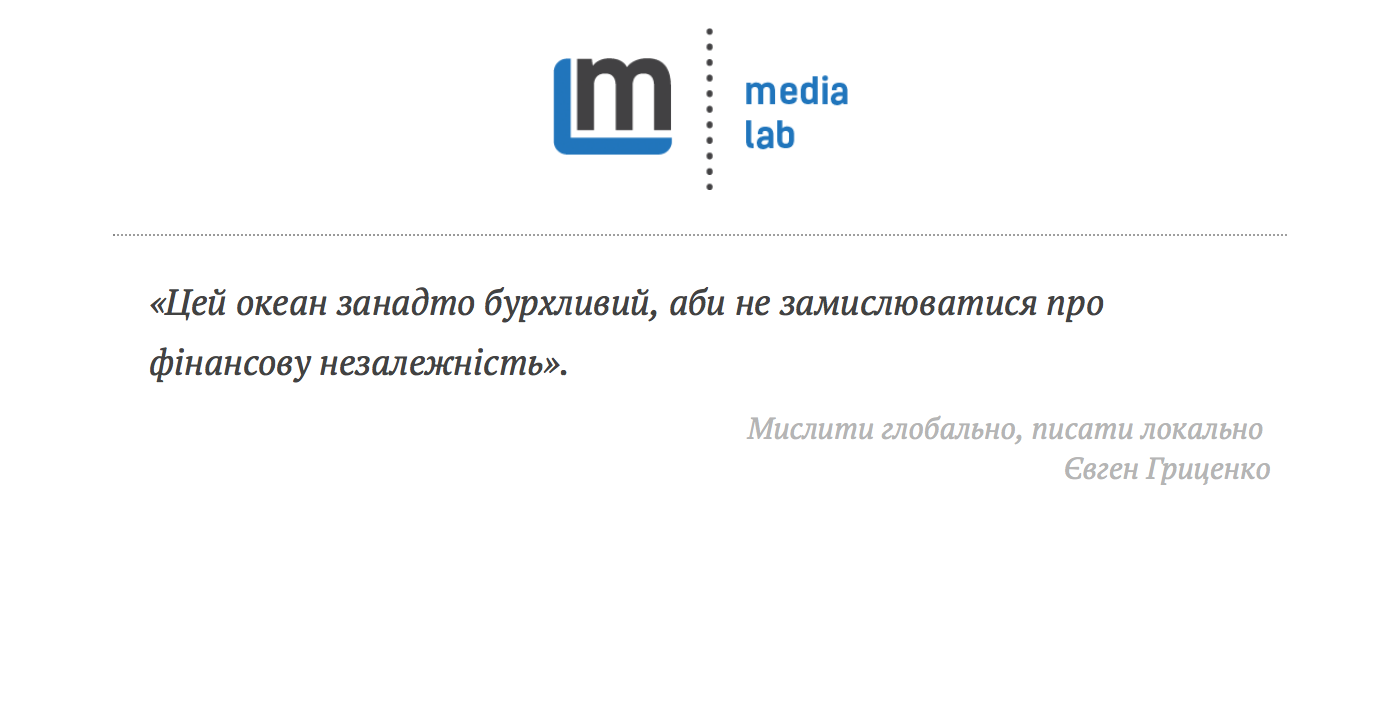 m
media
lab
«Цей океан занадто бурхливий, аби не замислюватися про
фінансову незалежність».
Мислити глобально, писати локально
Євген Гриценко